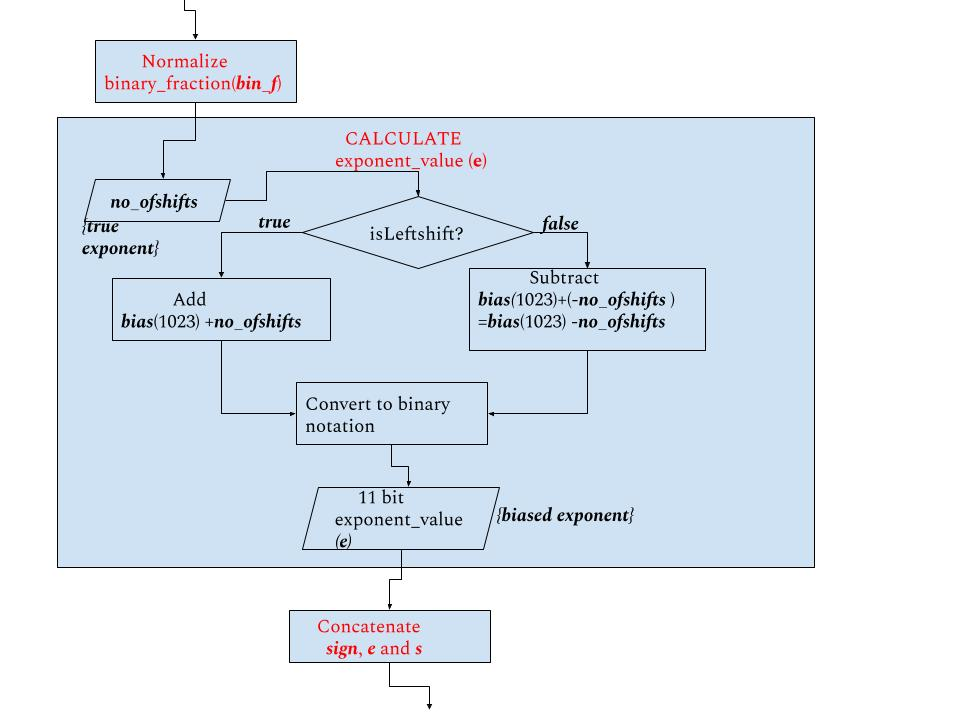 Normalize
binary_fraction(bin_f)
CALCULATE
exponent_value (e)
no_ofshifts
{true
exponent}
true
isLeftshift?
false
Add
bias(1023) +no_ofshifts
Subtract
bias(1023)+(-no_ofshifts )
=bias(1023) -no_ofshifts
Convert to binary
notation
11 bit
exponent_value
(e)
{biased exponent}
Concatenate
sign, e and s